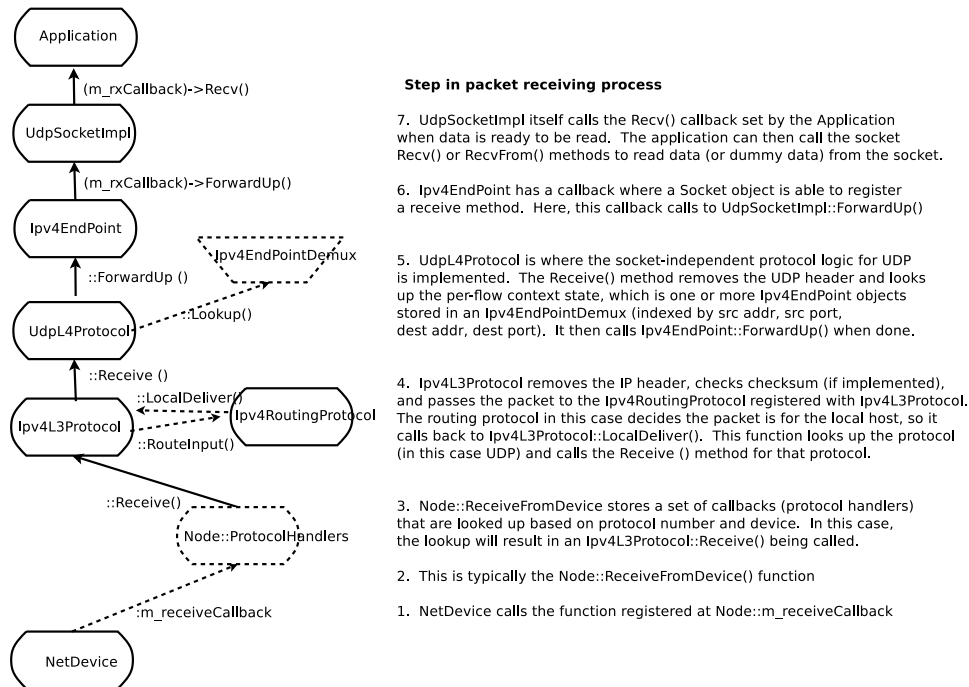 Application
(m_rxCallback)->Recv()
UdpSocketImpl
(m_rxCallback)->ForwardUp()
Ipv4EndPoint
Ipv4EndPointDemux
::ForwardUp ()
UdpL4Protocol
::Lookup()
::Receive ()
::LocalDeliver()
Ipv4L3Protocol
Ipv4RoutingProtocol
::RouteInput()
::Receive()
Node::ProtocolHandlers
:m_receiveCallback
NetDevice
Step in packet receiving process
7. UdpSocketImpl itself calls the Recv() callback set by the Application
when data is ready to be read. The application can then call the socket
Recv() or RecvFrom() methods to read data (or dummy data) from the socket.
6. Ipv4EndPoint has a callback where a Socket object is able to register
a receive method. Here, this callback calls to UdpSocketImpl::ForwardUp()
5. UdpL4Protocol is where the socket-independent protocol logic for UDP
is implemented. The Receive() method removes the UDP header and looks
up the per-flow context state, which is one or more Ipv4EndPoint objects
stored in an Ipv4EndPointDemux (indexed by src addr, src port,
dest addr, dest port). It then calls Ipv4EndPoint::ForwardUp() when done.
4. Ipv4L3Protocol removes the IP header, checks checksum (if implemented),
and passes the packet to the Ipv4RoutingProtocol registered with Ipv4L3Protocol.
The routing protocol in this case decides the packet is for the local host, so it
calls back to Ipv4L3Protocol::LocalDeliver(). This function looks up the protocol
(in this case UDP) and calls the Receive () method for that protocol.
3. Node::ReceiveFromDevice stores a set of callbacks (protocol handlers)
that are looked up based on protocol number and device. In this case,
the lookup will result in an Ipv4L3Protocol::Receive() being called.
2. This is typically the Node::ReceiveFromDevice() function
1. NetDevice calls the function registered at Node::m_receiveCallback